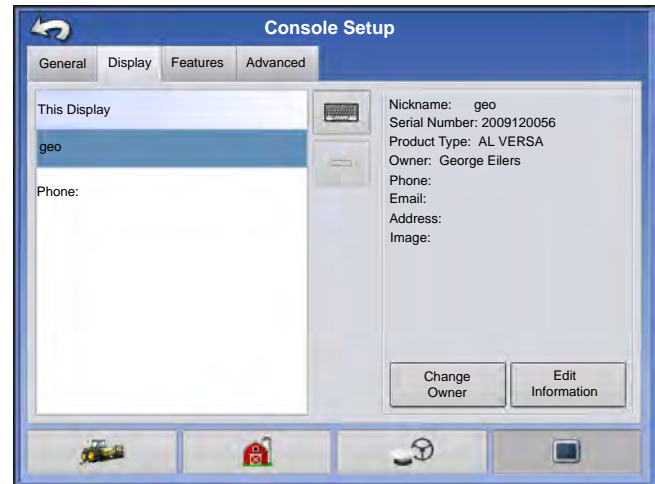 Console Setup
General Display Features Advanced
This Display
geo
Phone:
Nickname: geo
Serial Number: 2009120056
Product Type: AL VERSA
Owner: George Eilers
Phone:
Email:
Address:
Image:
Change
Owner
Edit
Information